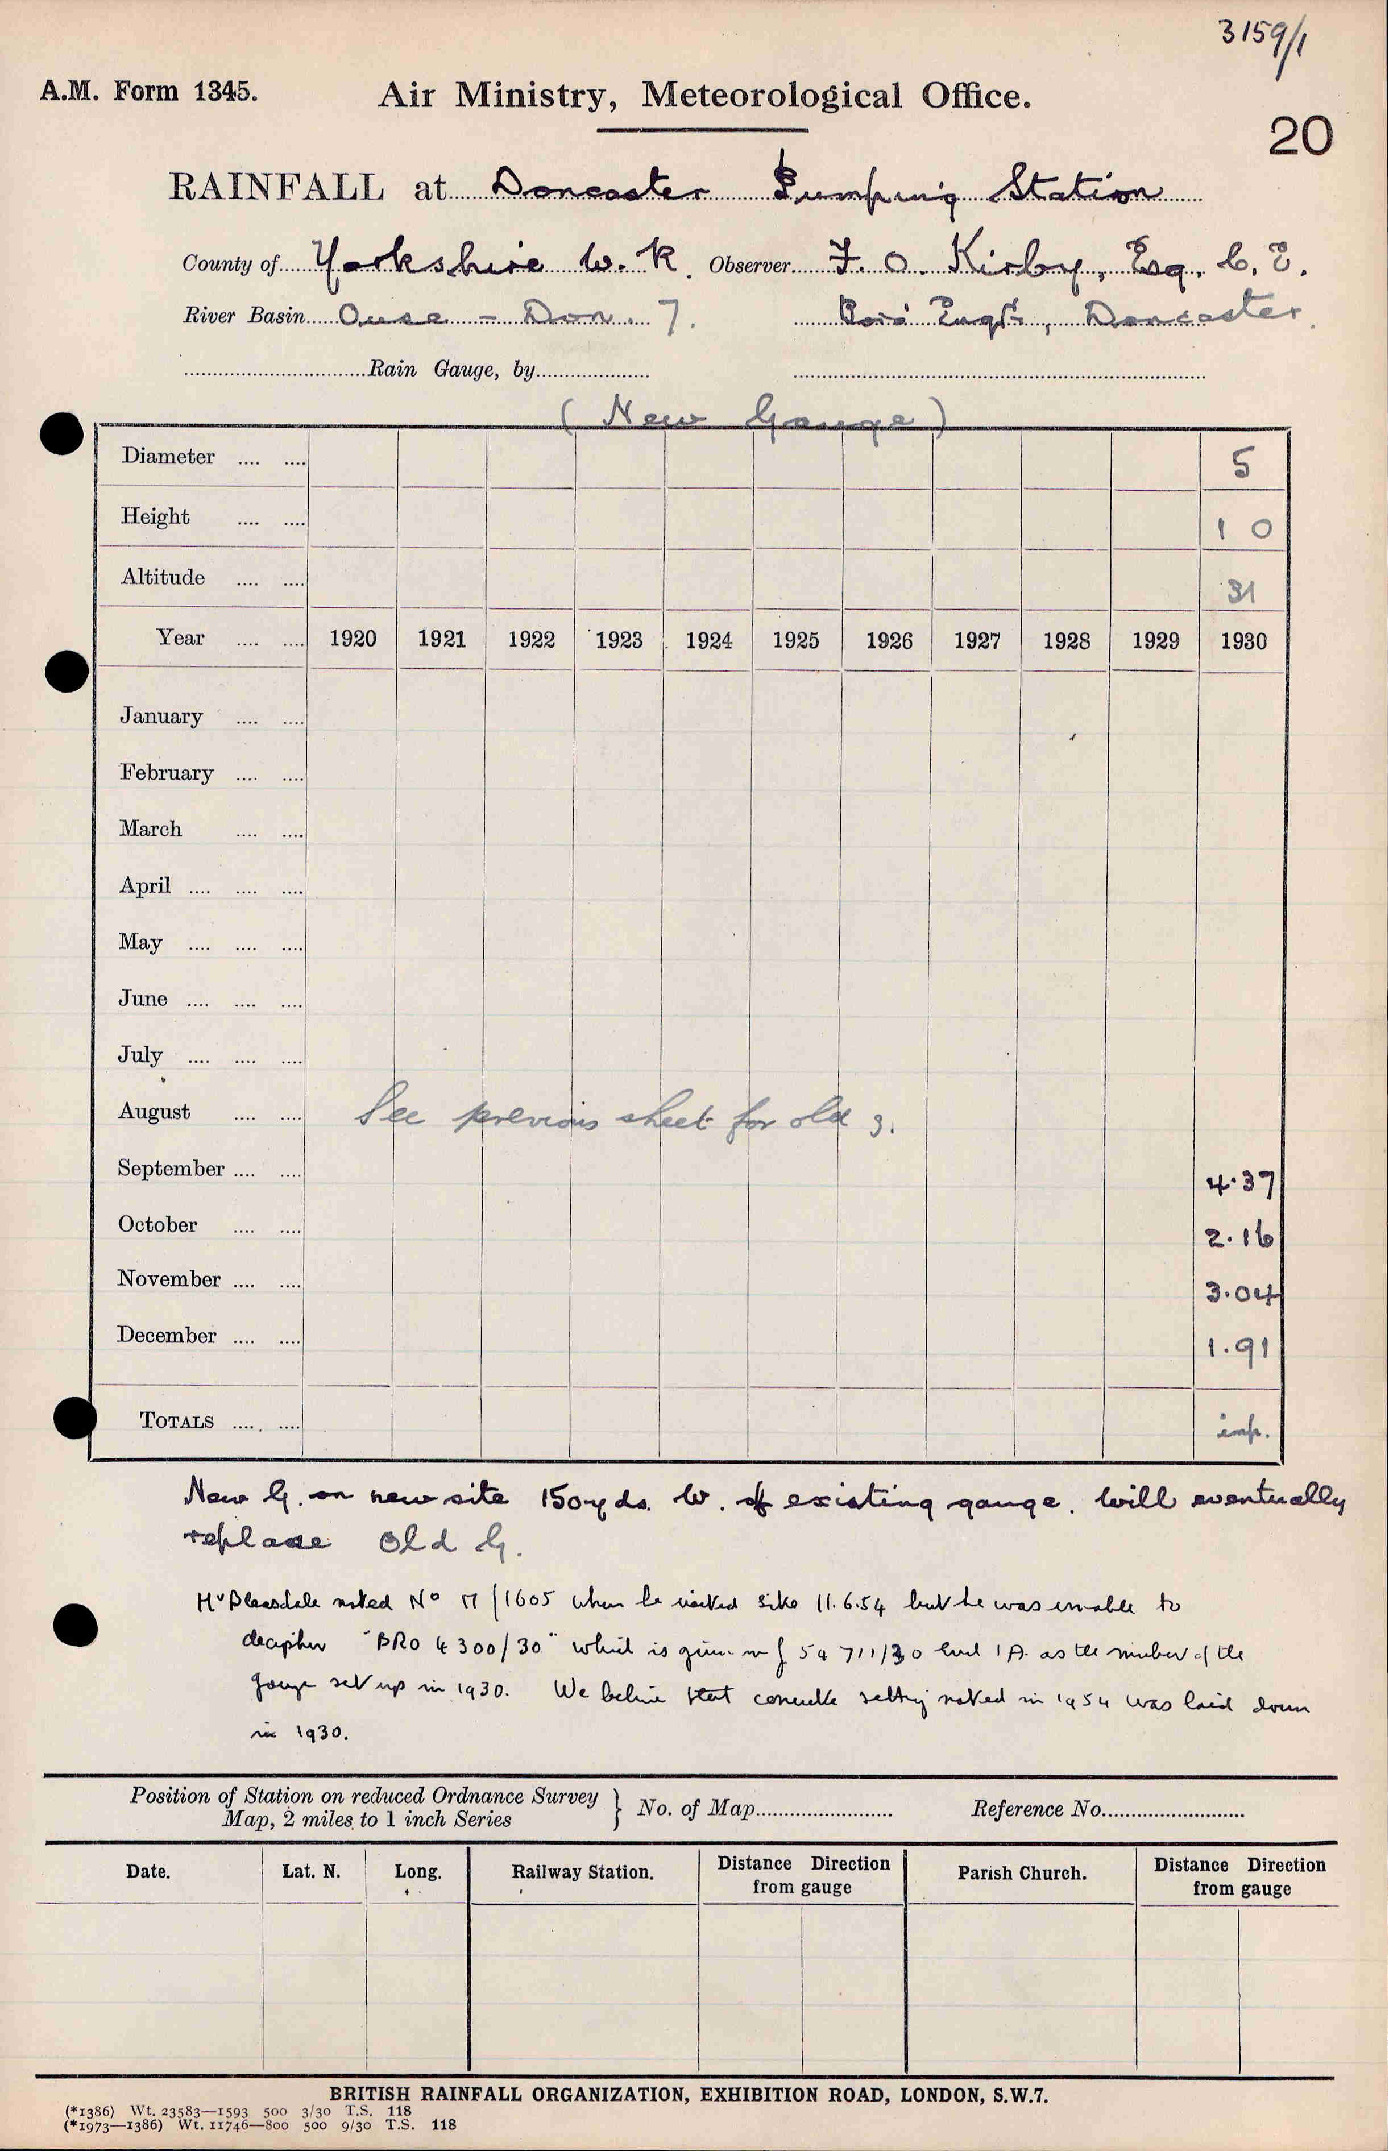 3159/1
A.M. Form 1345.
Air Ministry, Meteorological Office.
20
RAINFALL at Doncaster Pumping Station
County of Yorkshire W.R. Observer F. O. Kirby, Esq, C.E.
River Basin Ouse - Don. 7. Boro' Engr, Doncaster.
Rain Gauge, by
(New Gauge)
Diameter 5
Height 1 0
Altitude 31
Year 1920 1921 1922 1923 1924 1925 1926 1927 1928 1929 1930
January
February
March
April
May
June
July
August See previous sheet for old g.
September 4.37
October 2.16
November 3.04
December 1.91
TOTALS imp.
New G. on new site 150 yds. W. of existing gauge. Will eventually
replace Old G.
Mr Bleasdale noted No M/1605 when he visited site 11.6.54 but he was unable to
decipher "BRO 4300/30" which is given in 59711/30 as the number of the
gauge set up in 1930. We believe that concrete setting noted in 1954 was laid down
in 1930.
Position of Station on reduced Ordnance Survey
Map, 2 miles to 1 inch Series } No. of Map Reference No.
Date. Lat. N. Long. Railway Station. Distance Direction from gauge Parish Church. Distance Direction from gauge
BRITISH RAINFALL ORGANIZATION, EXHIBITION ROAD, LONDON, S.W.7.
(*1386) Wt. 23583—1593 500 3/30 T.S. 118
(*1973—1386) Wt. 11746—800 500 9/30 T.S. 118